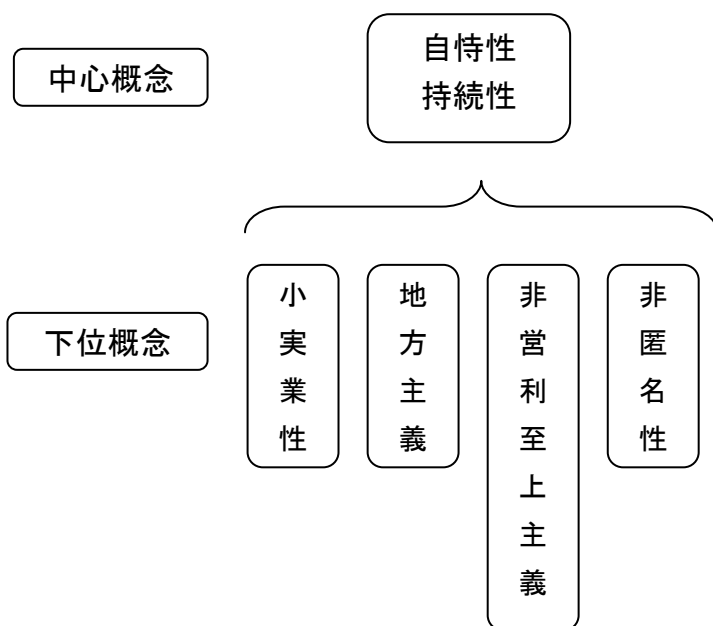 中心概念
自恃性
持続性
下位概念
小実業性
地方主義
非営利至上主義
非匿名性